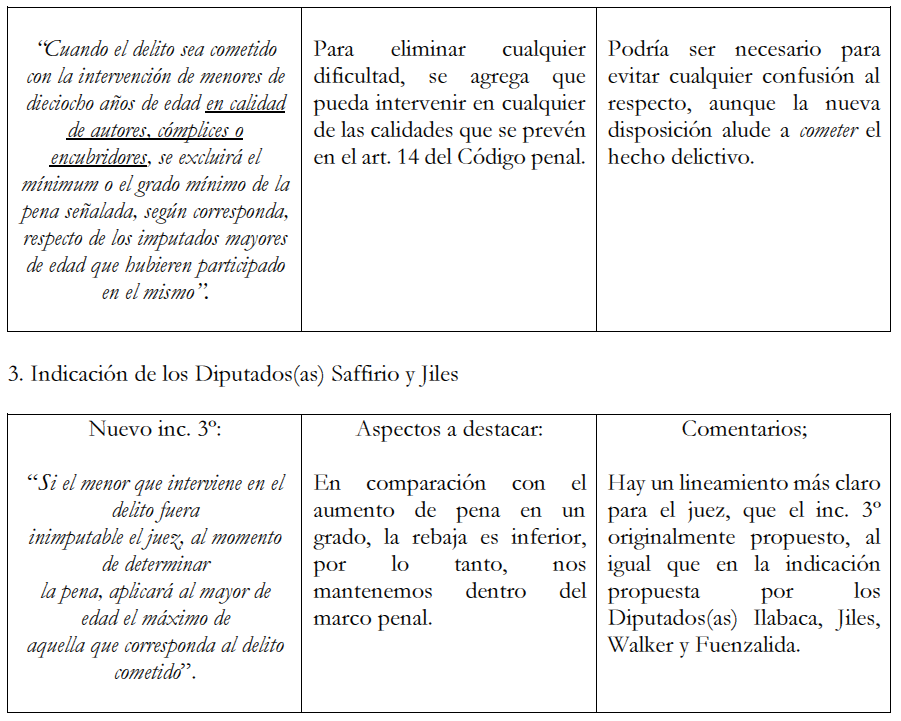 “Cuando el delito sea cometido
con la intervención de menores de
dieciocho años de edad en calidad
de autores, cómplices o
encubridores, se excluirá el
mínimum o el grado mínimo de la
pena señalada, según corresponda,
respecto de los imputados mayores
de edad que hubieren participado
en el mismo”.
Para eliminar cualquier
dificultad, se agrega que
pueda intervenir en cualquier
de las calidades que se prevén
en el art. 14 del Código penal.
Podría ser necesario para
evitar cualquier confusión al
respecto, aunque la nueva
disposición alude a cometer el
hecho delictivo.
3. Indicación de los Diputados(as) Saffirio y Jiles
Nuevo inc. 3º:
“Si el menor que interviene en el
delito fuera
inimputable el juez, al momento
de determinar
la pena, aplicará al mayor de
edad el máximo de
aquella que corresponda al delito
cometido”.
Aspectos a destacar:
En comparación con el
aumento de pena en un
grado, la rebaja es inferior,
por lo tanto, nos
mantenemos dentro del
marco penal.
Comentarios;
Hay un lineamiento más claro
para el juez, que el inc. 3º
originalmente propuesto, al
igual que en la indicación
propuesta por los
Diputados(as) Ilabaca, Jiles,
Walker y Fuenzalida.